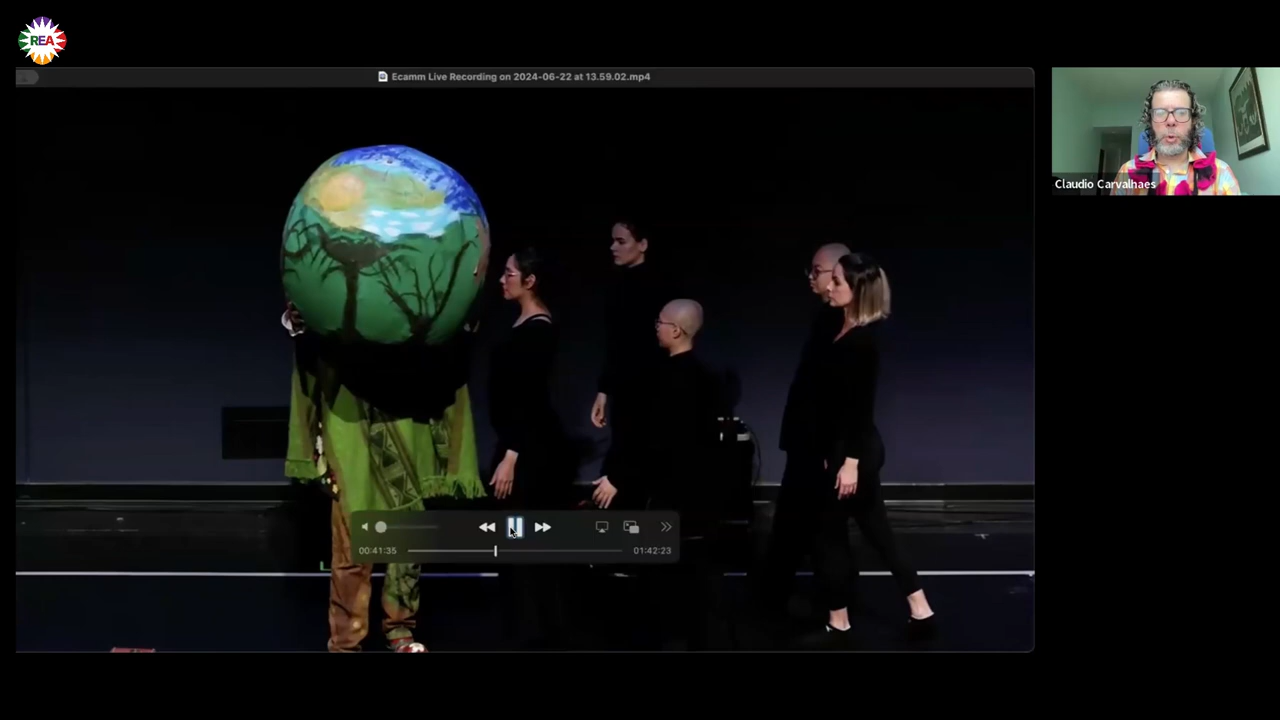 REA
Ecamm Live Recording on 2024-06-22 at 13.59.02.mp4
Claudio Carvalhaes
00:41:35
01:42:23